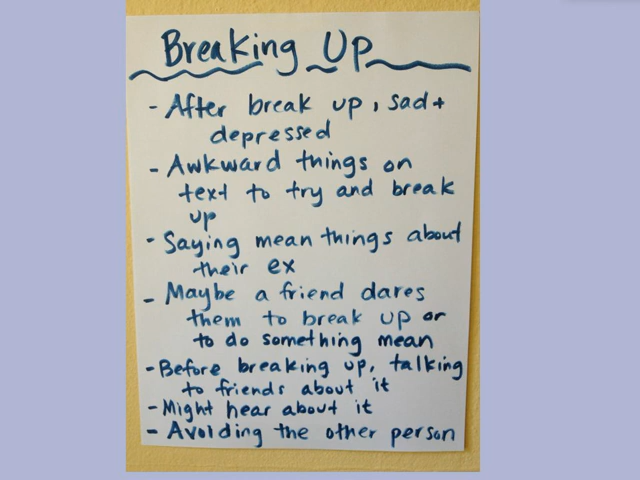 Breaking Up
- After break up, sad +
depressed
- Awkward things on
text to try and break
up
- Saying mean things about
their ex
- Maybe a friend dares
them to break up or
to do something mean
- Before breaking up, talking
to friends about it
- Might hear about it
- Avoiding the other person